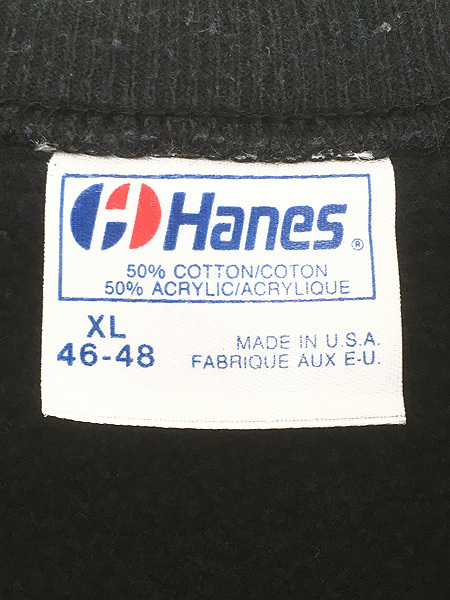 Hanes®
50% COTTON/COTON
50% ACRYLIC/ACRYLIQUE
XL
46-48
MADE IN U.S.A.
FABRIQUE AUX E-U.